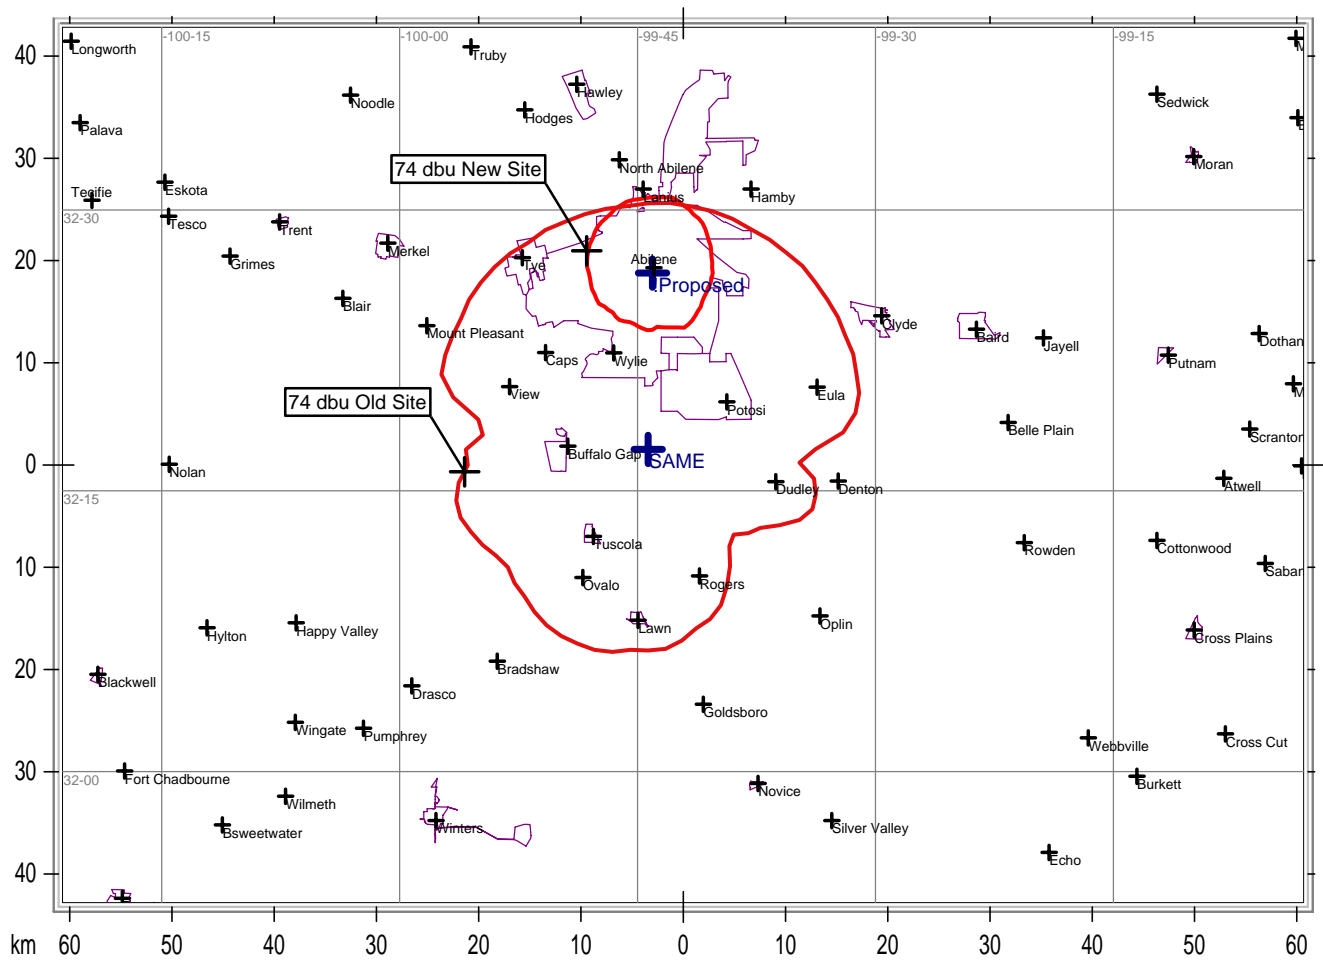 -100-15
-100-00
-99-45
-99-30
-99-15
40
Longworth
Truby
Noodle
Hawley
Hodges
Sedwick
Palava
30
74 dbu New Site
North Abilene
Moran
Tecifie
Eskota
Lanius
Hamby
32-30
Tesco
Trent
Merkel
Grimes
20
Tye
Abilene
!Proposed
Blair
Mount Pleasant
Clyde
Baird
Jayell
Dothan
10
Caps
Wylie
Putnam
View
Eula
74 dbu Old Site
Potosi
Belle Plain
Scranton
0
Nolan
Buffalo Gap
SAME
Dudley
Denton
Atwell
32-15
Tuscola
Rowden
Cottonwood
10
Ovalo
Rogers
Saban
Hylton
Happy Valley
Lawn
Oplin
Cross Plains
20
Blackwell
Bradshaw
Drasco
Goldsboro
Wingate
Pumphrey
Webbville
Cross Cut
30
32-00
Fort Chadbourne
Novice
Burkett
Wilmeth
Bsweetwater
Winters
Silver Valley
Echo
40
km
60
50
40
30
20
10
0
10
20
30
40
50
60